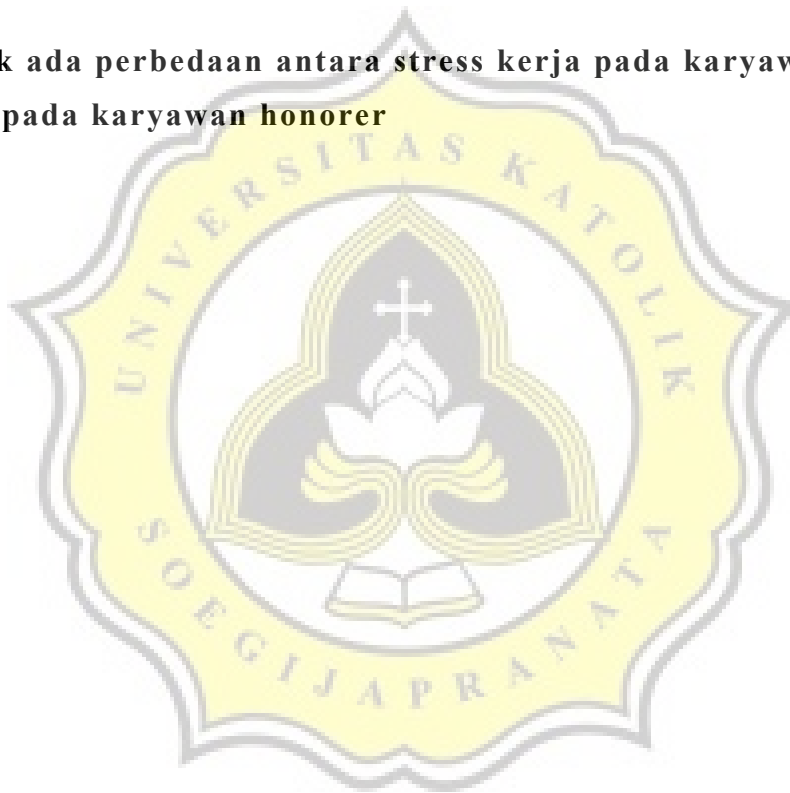 k ada perbedaan antara stress kerja pada karyaw
pada karyawan honorer
UNIVERSITAS KATOLIK
SOEGIJAPRANATA